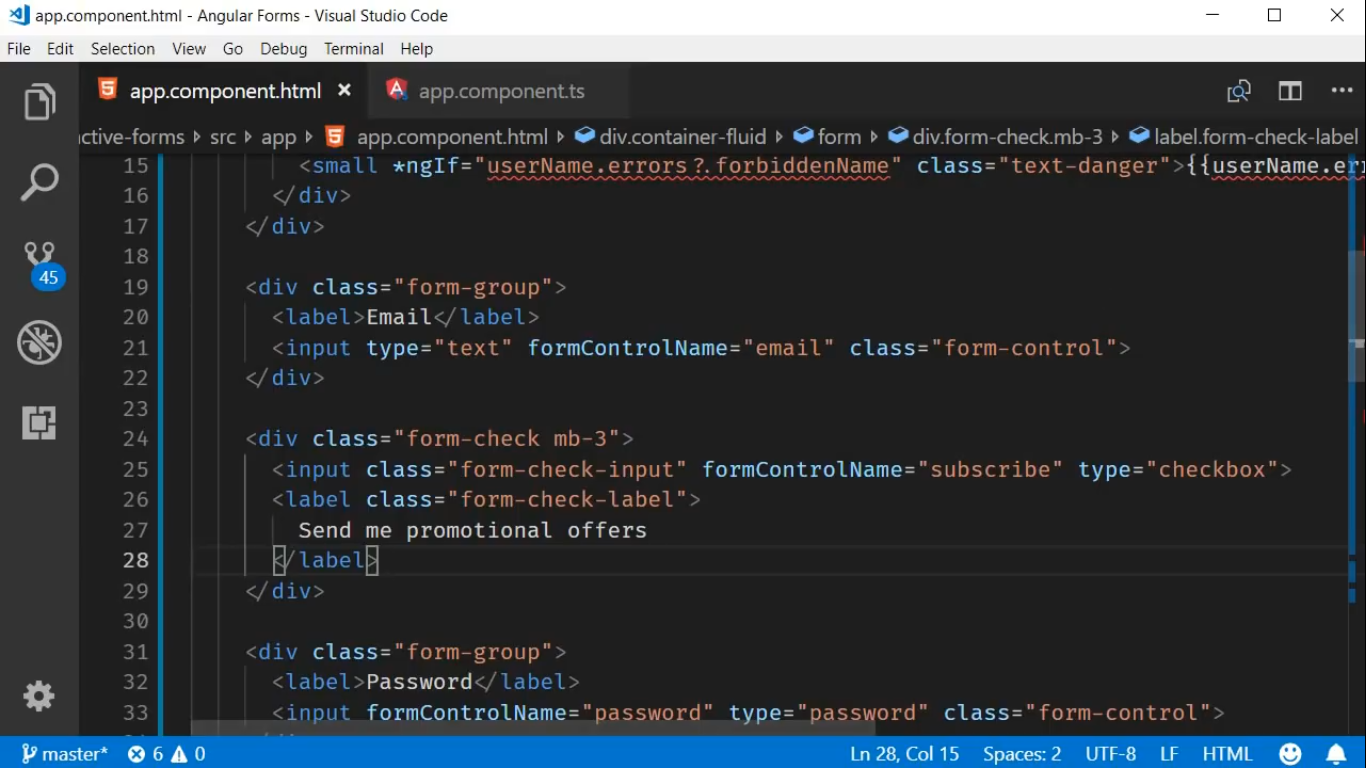 app.component.html - Angular Forms - Visual Studio Code
File Edit Selection View Go Debug Terminal Help
app.component.html × app.component.ts
ctive-forms src app app.component.html div.container-fluid form div.form-check.mb-3 label.form-check-label
15 <small *ngIf="userName.errors?.forbiddenName" class="text-danger">{{userName.err
16 </div>
17 </div>
18
19 <div class="form-group">
20 <label>Email</label>
21 <input type="text" formControlName="email" class="form-control">
22 </div>
23
24 <div class="form-check mb-3">
25 <input class="form-check-input" formControlName="subscribe" type="checkbox">
26 <label class="form-check-label">
27 Send me promotional offers
28 </label>
29 </div>
30
31 <div class="form-group">
32 <label>Password</label>
33 <input formControlName="password" type="password" class="form-control">
45
master* 6 0 Ln 28, Col 15 Spaces: 2 UTF-8 LF HTML